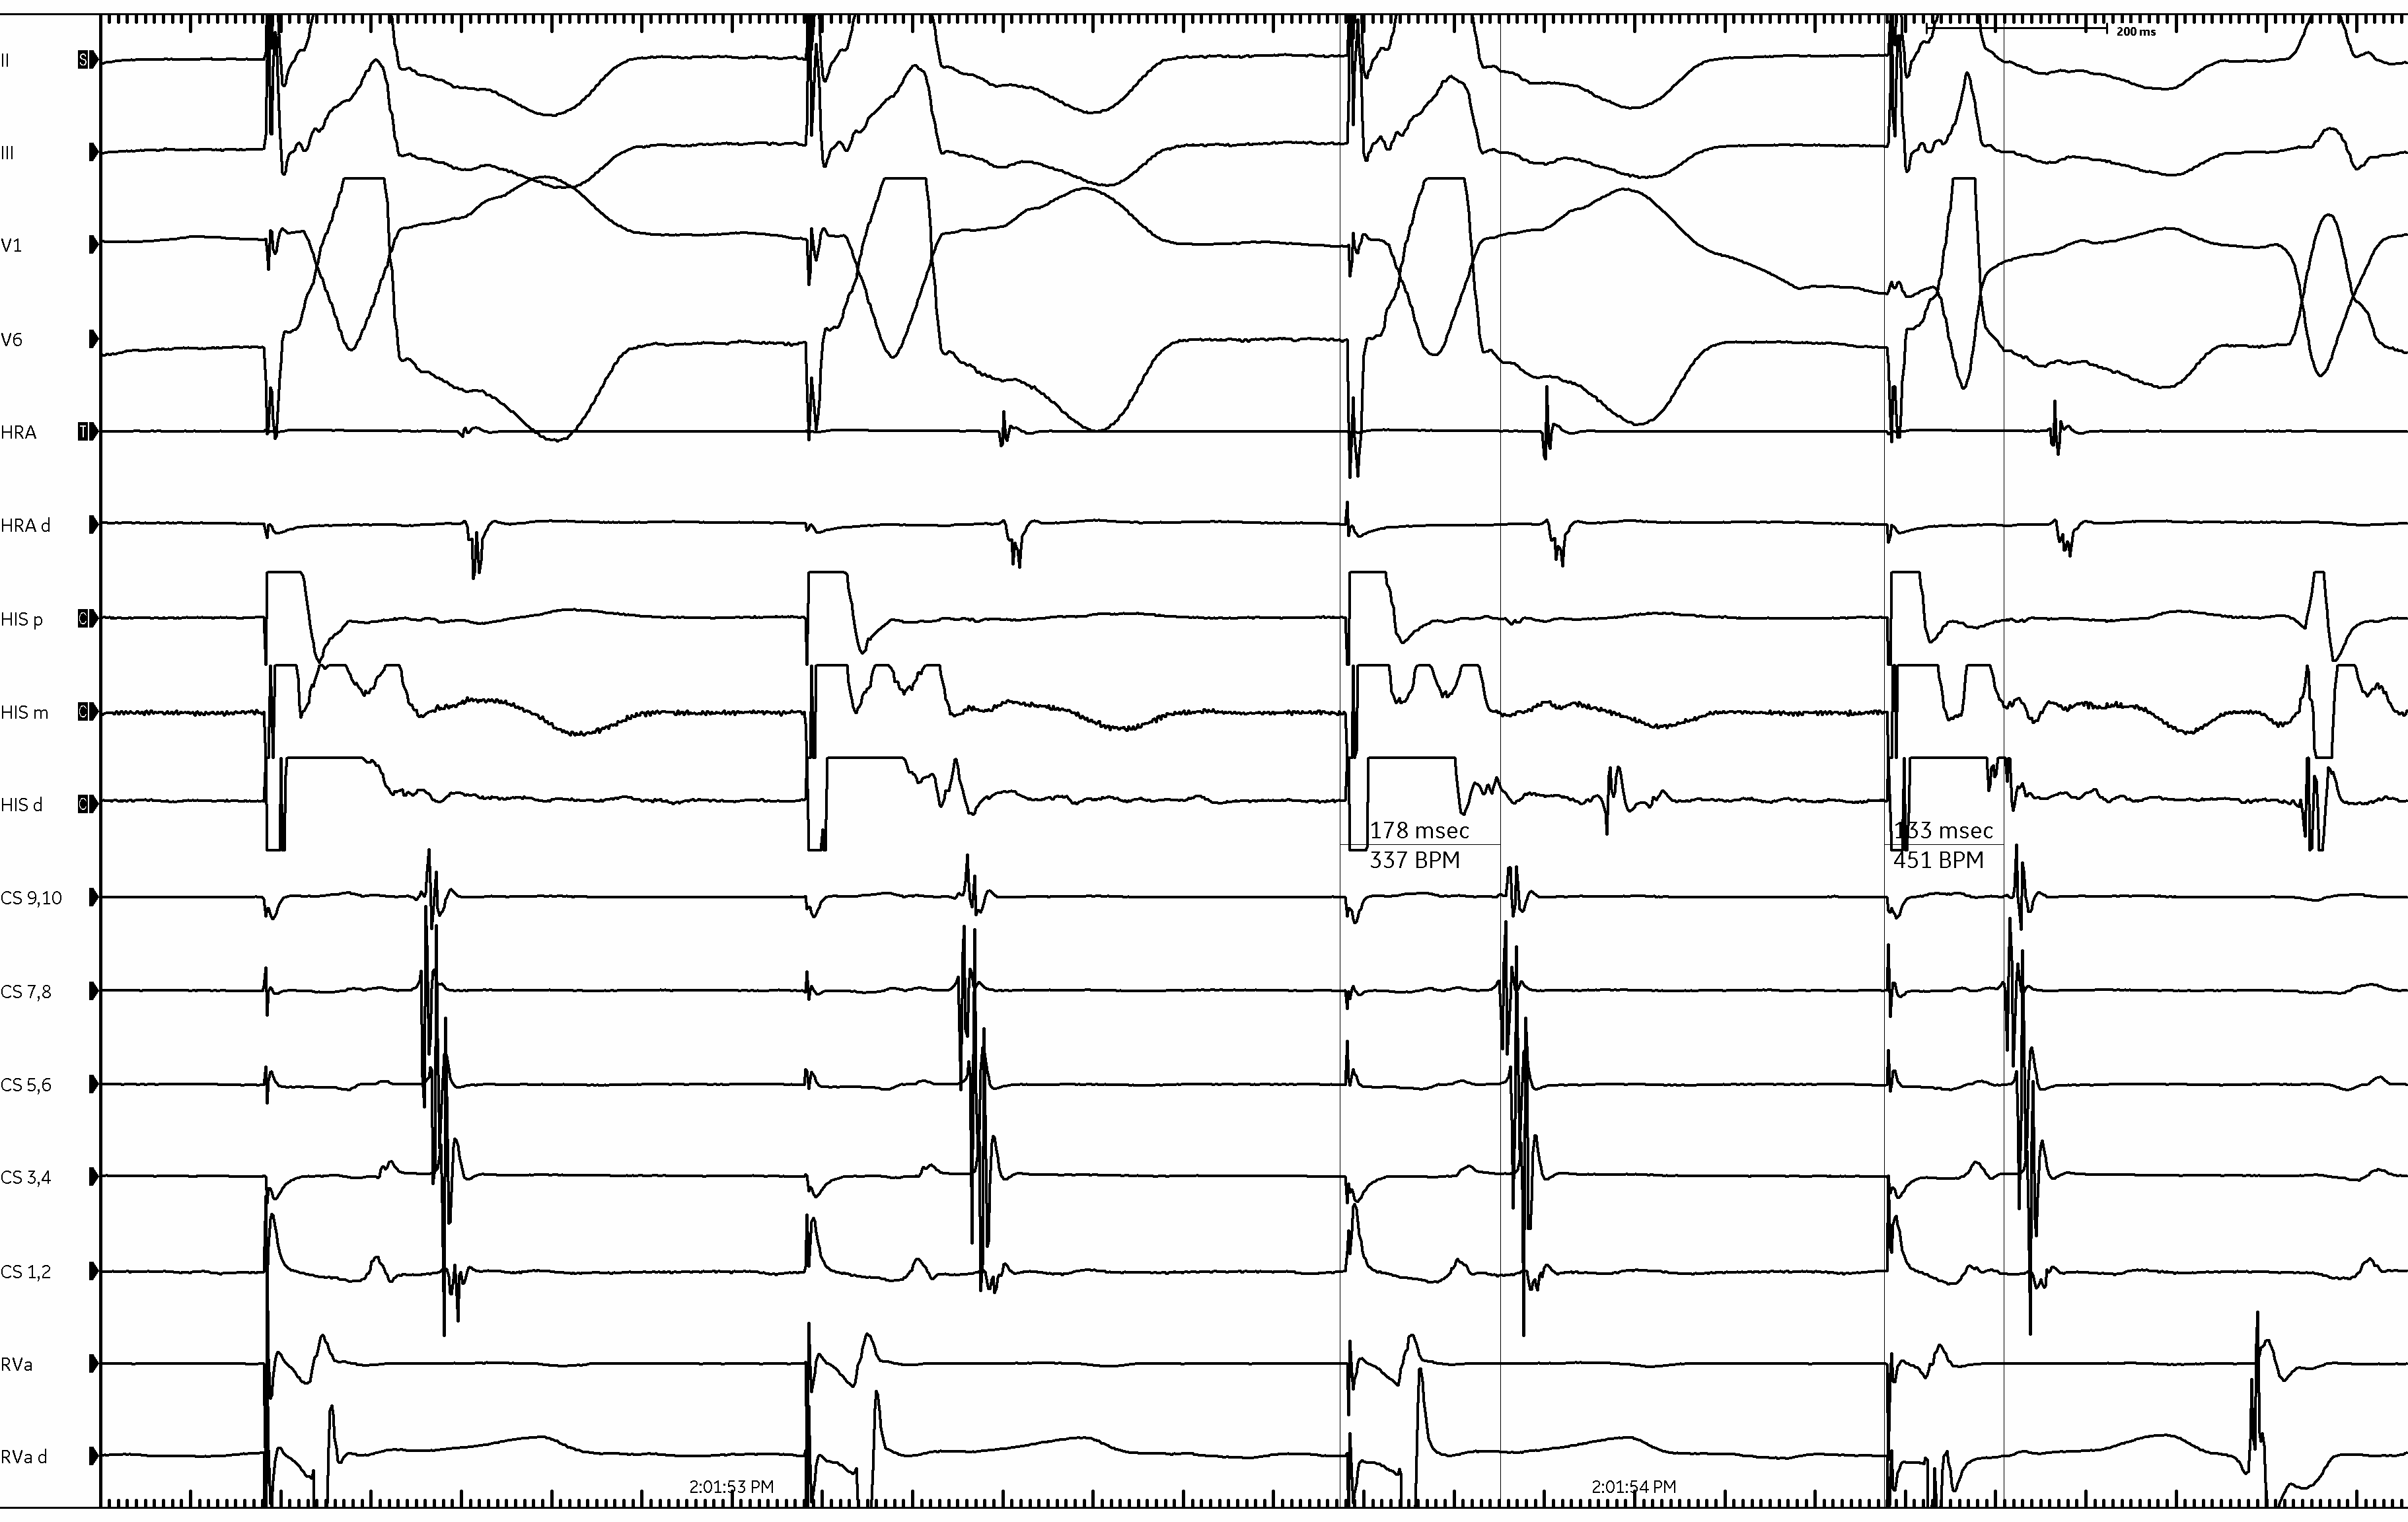 200 ms
II S
III
V1
V6
HRA T
HRA d
HIS p C
HIS m C
HIS d C
178 msec
337 BPM
133 msec
451 BPM
CS 9,10
CS 7,8
CS 5,6
CS 3,4
CS 1,2
RVa
RVa d
2:01:53 PM
2:01:54 PM